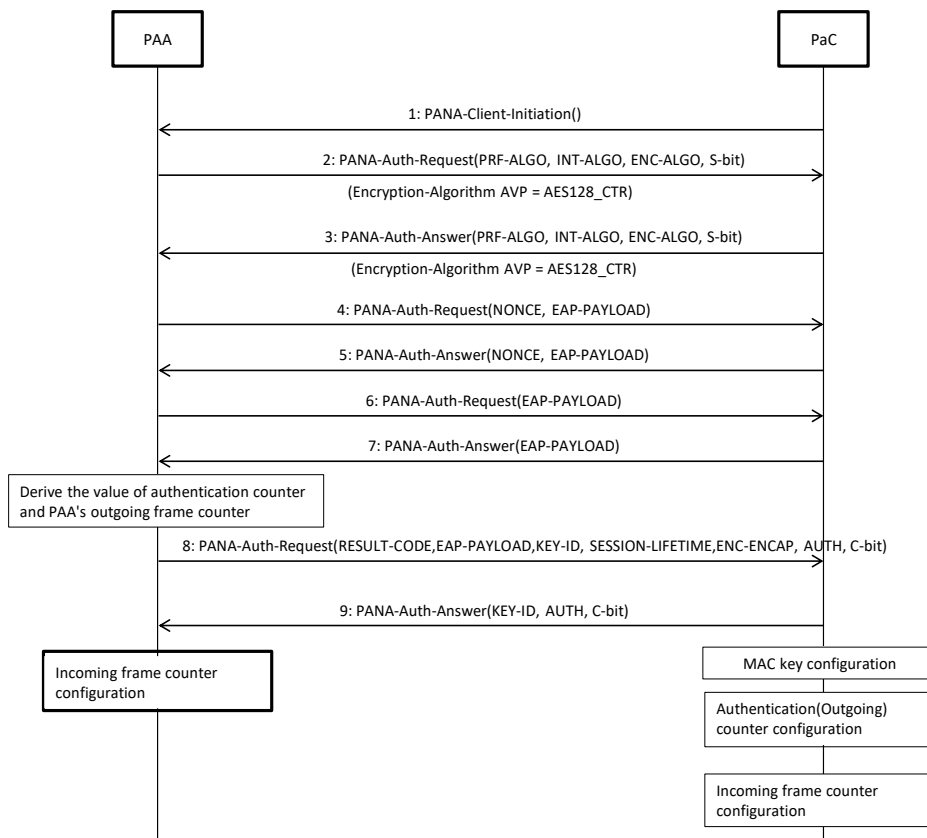 PAA
PaC
1: PANA-Client-Initiation()
2: PANA-Auth-Request(PRF-ALGO, INT-ALGO, ENC-ALGO, S-bit)
(Encryption-Algorithm AVP = AES128_CTR)
3: PANA-Auth-Answer(PRF-ALGO, INT-ALGO, ENC-ALGO, S-bit)
(Encryption-Algorithm AVP = AES128_CTR)
4: PANA-Auth-Request(NONCE, EAP-PAYLOAD)
5: PANA-Auth-Answer(NONCE, EAP-PAYLOAD)
6: PANA-Auth-Request(EAP-PAYLOAD)
7: PANA-Auth-Answer(EAP-PAYLOAD)
Derive the value of authentication counter
and PAA's outgoing frame counter
8: PANA-Auth-Request(RESULT-CODE,EAP-PAYLOAD,KEY-ID, SESSION-LIFETIME,ENC-ENCAP, AUTH, C-bit)
9: PANA-Auth-Answer(KEY-ID, AUTH, C-bit)
Incoming frame counter
configuration
MAC key configuration
Authentication(Outgoing)
counter configuration
Incoming frame counter
configuration